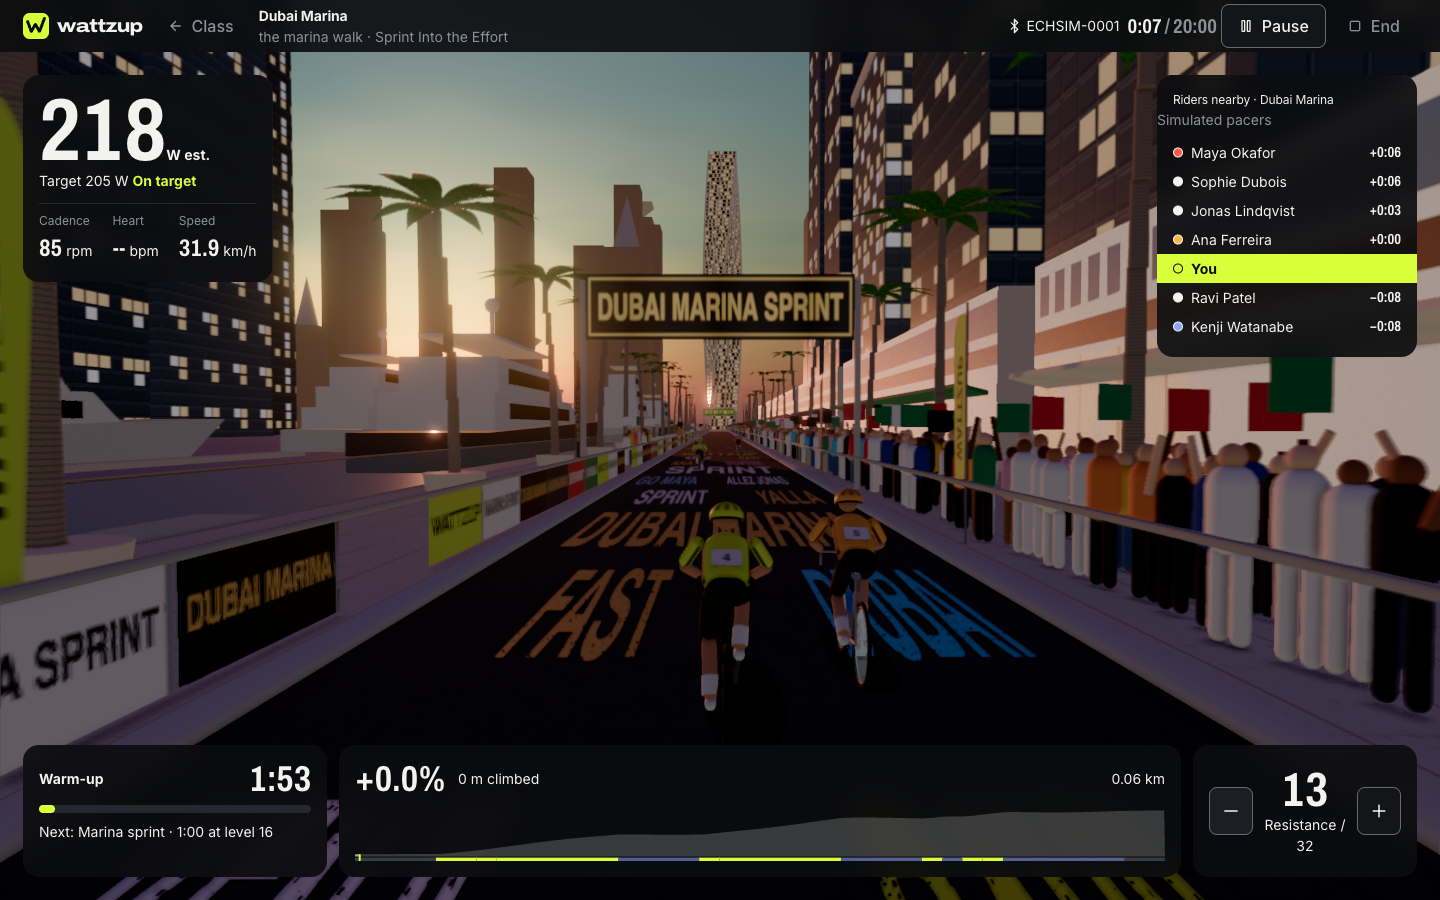 wattzup
Class
Dubai Marina
the marina walk · Sprint Into the Effort
ECHSIM-0001
0:07 / 20:00
Pause
End
218 W est.
Target 205 W On target
Cadence Heart Speed
85 rpm -- bpm 31.9 km/h
Riders nearby · Dubai Marina
Simulated pacers
Maya Okafor +0:06
Sophie Dubois +0:06
Jonas Lindqvist +0:03
Ana Ferreira +0:00
You
Ravi Patel −0:08
Kenji Watanabe −0:08
DUBAI MARINA SPRINT
SPRINT
GO MAYA ALLEZ JONAS
SPRINT YALLA
DUBAI MARINA
FAST DUBAI
4
5
DUBAI MARINA
A SPRINT
Warm-up 1:53
Next: Marina sprint · 1:00 at level 16
+0.0% 0 m climbed 0.06 km
−
13
+
Resistance /
32